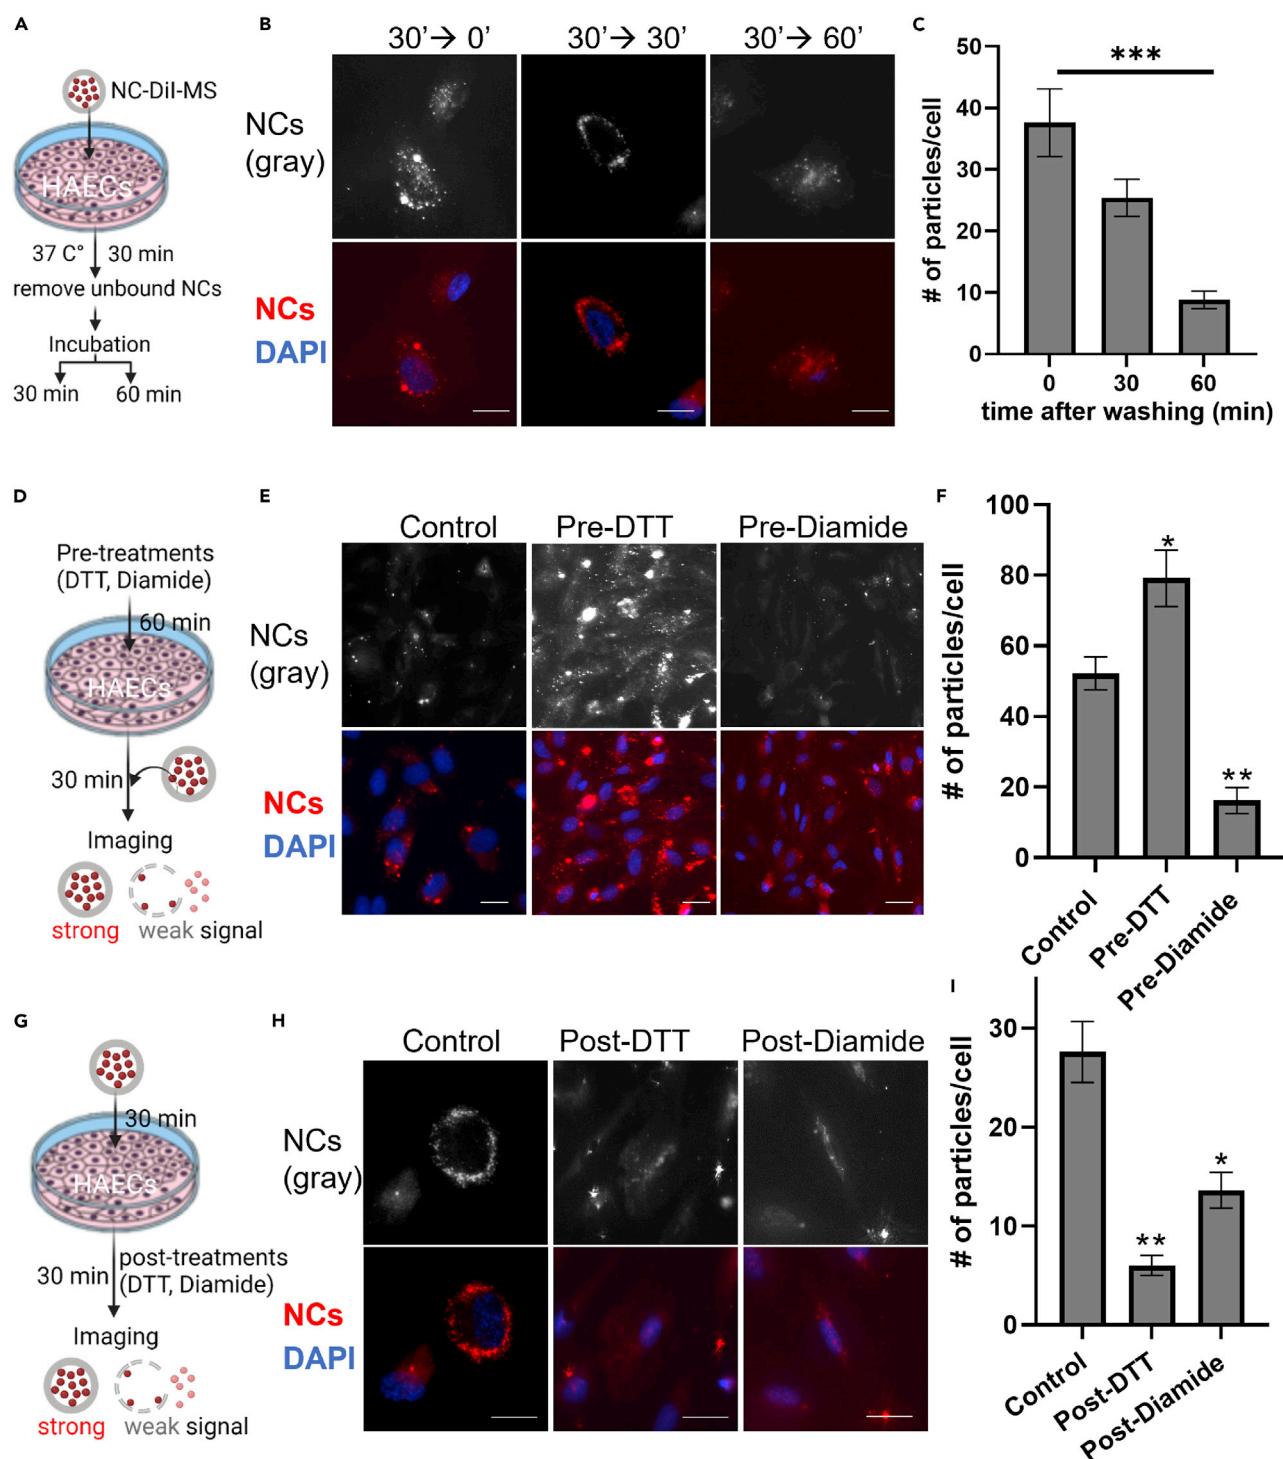 A
NC-DiI-MS
HAECs
37 C° 30 min
remove unbound NCs
Incubation
30 min 60 min
B
30'→ 0' 30'→ 30' 30'→ 60'
NCs
(gray)
NCs
DAPI
C
***
50
40
30
20
10
0
# of particles/cell
0 30 60
time after washing (min)
D
Pre-treatments
(DTT, Diamide)
60 min
HAECs
30 min
Imaging
strong weak signal
E
Control Pre-DTT Pre-Diamide
NCs
(gray)
NCs
DAPI
F
100
80
60
40
20
0
# of particles/cell
*
**
Control
Pre-DTT
Pre-Diamide
G
30 min
HAECs
30 min post-treatments
(DTT, Diamide)
Imaging
strong weak signal
H
Control Post-DTT Post-Diamide
NCs
(gray)
NCs
DAPI
I
30
20
10
0
# of particles/cell
**
*
Control
Post-DTT
Post-Diamide